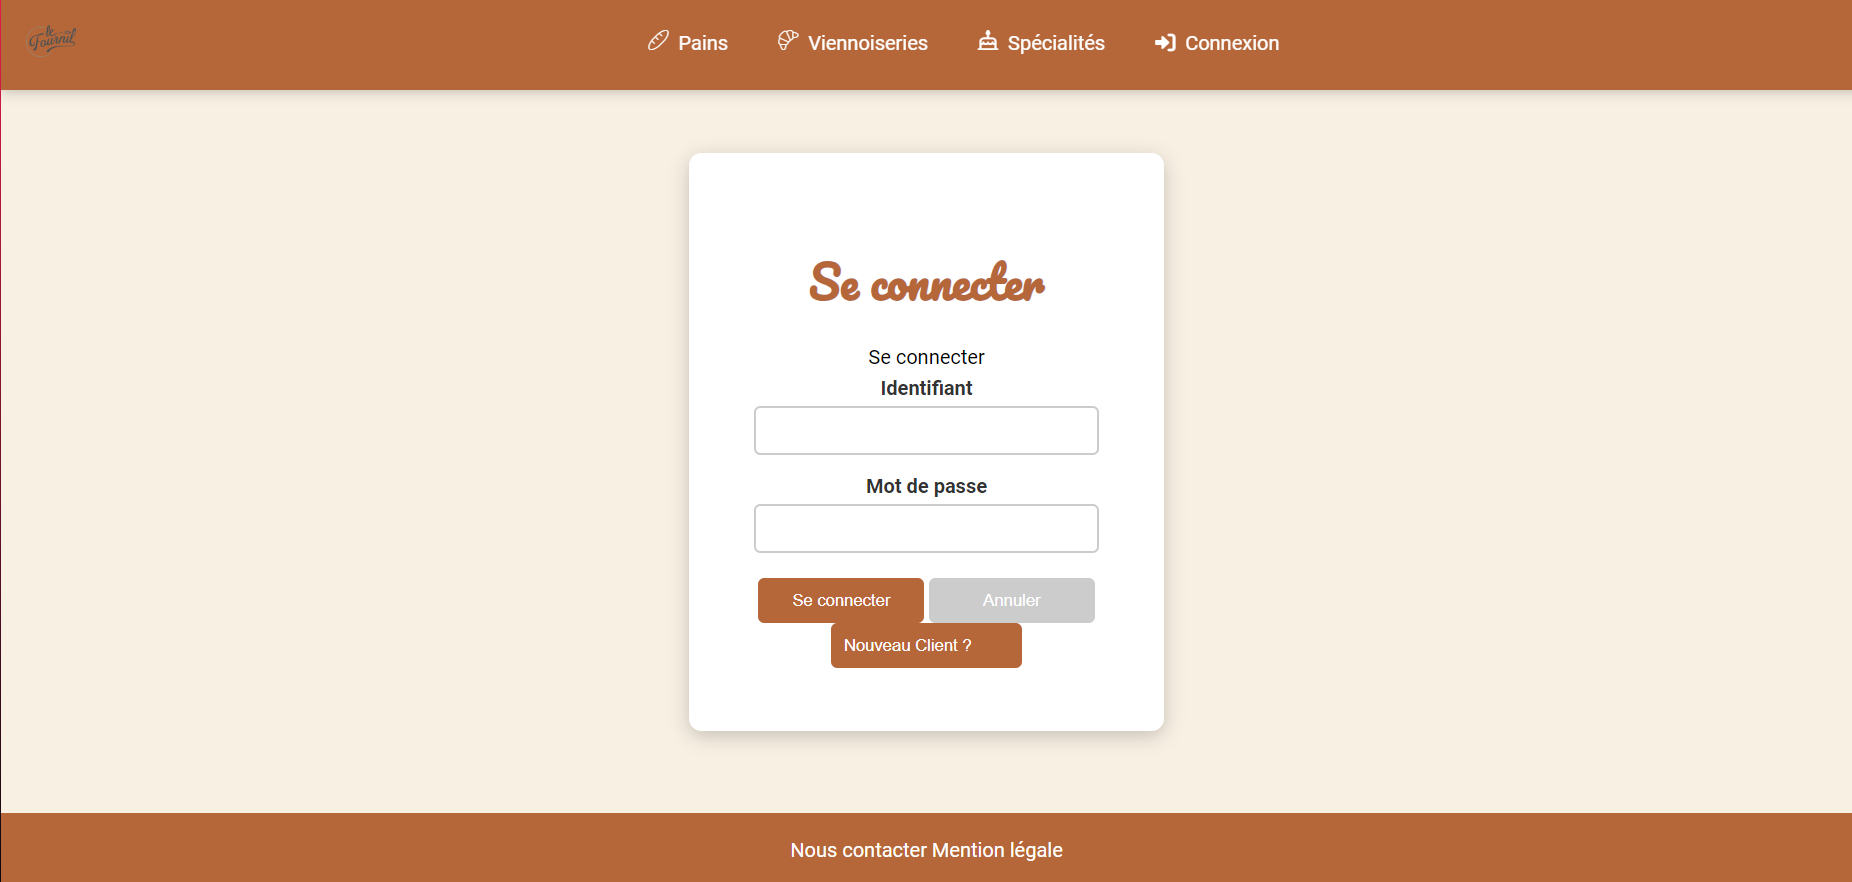 le
Fournil
Pains Viennoiseries Spécialités Connexion
Se connecter
Se connecter
Identifiant
Mot de passe
Se connecter Annuler
Nouveau Client ?
Nous contacter Mention légale